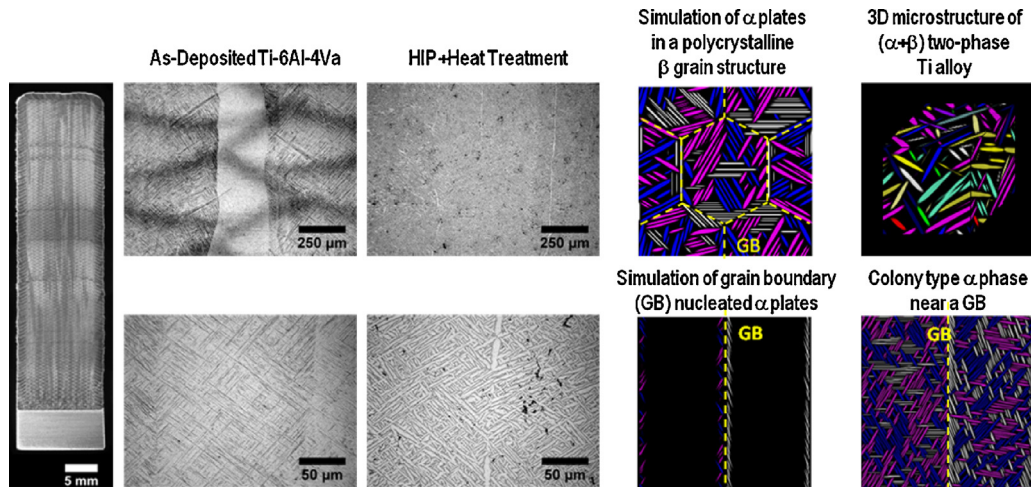 As-Deposited Ti-6Al-4Va
HIP+Heat Treatment
Simulation of α plates
in a polycrystalline
β grain structure
3D microstructure of
(α+β) two-phase
Ti alloy
250 µm
250 µm
GB
Simulation of grain boundary
(GB) nucleated α plates
Colony type α phase
near a GB
GB
GB
5 mm
50 µm
50 µm